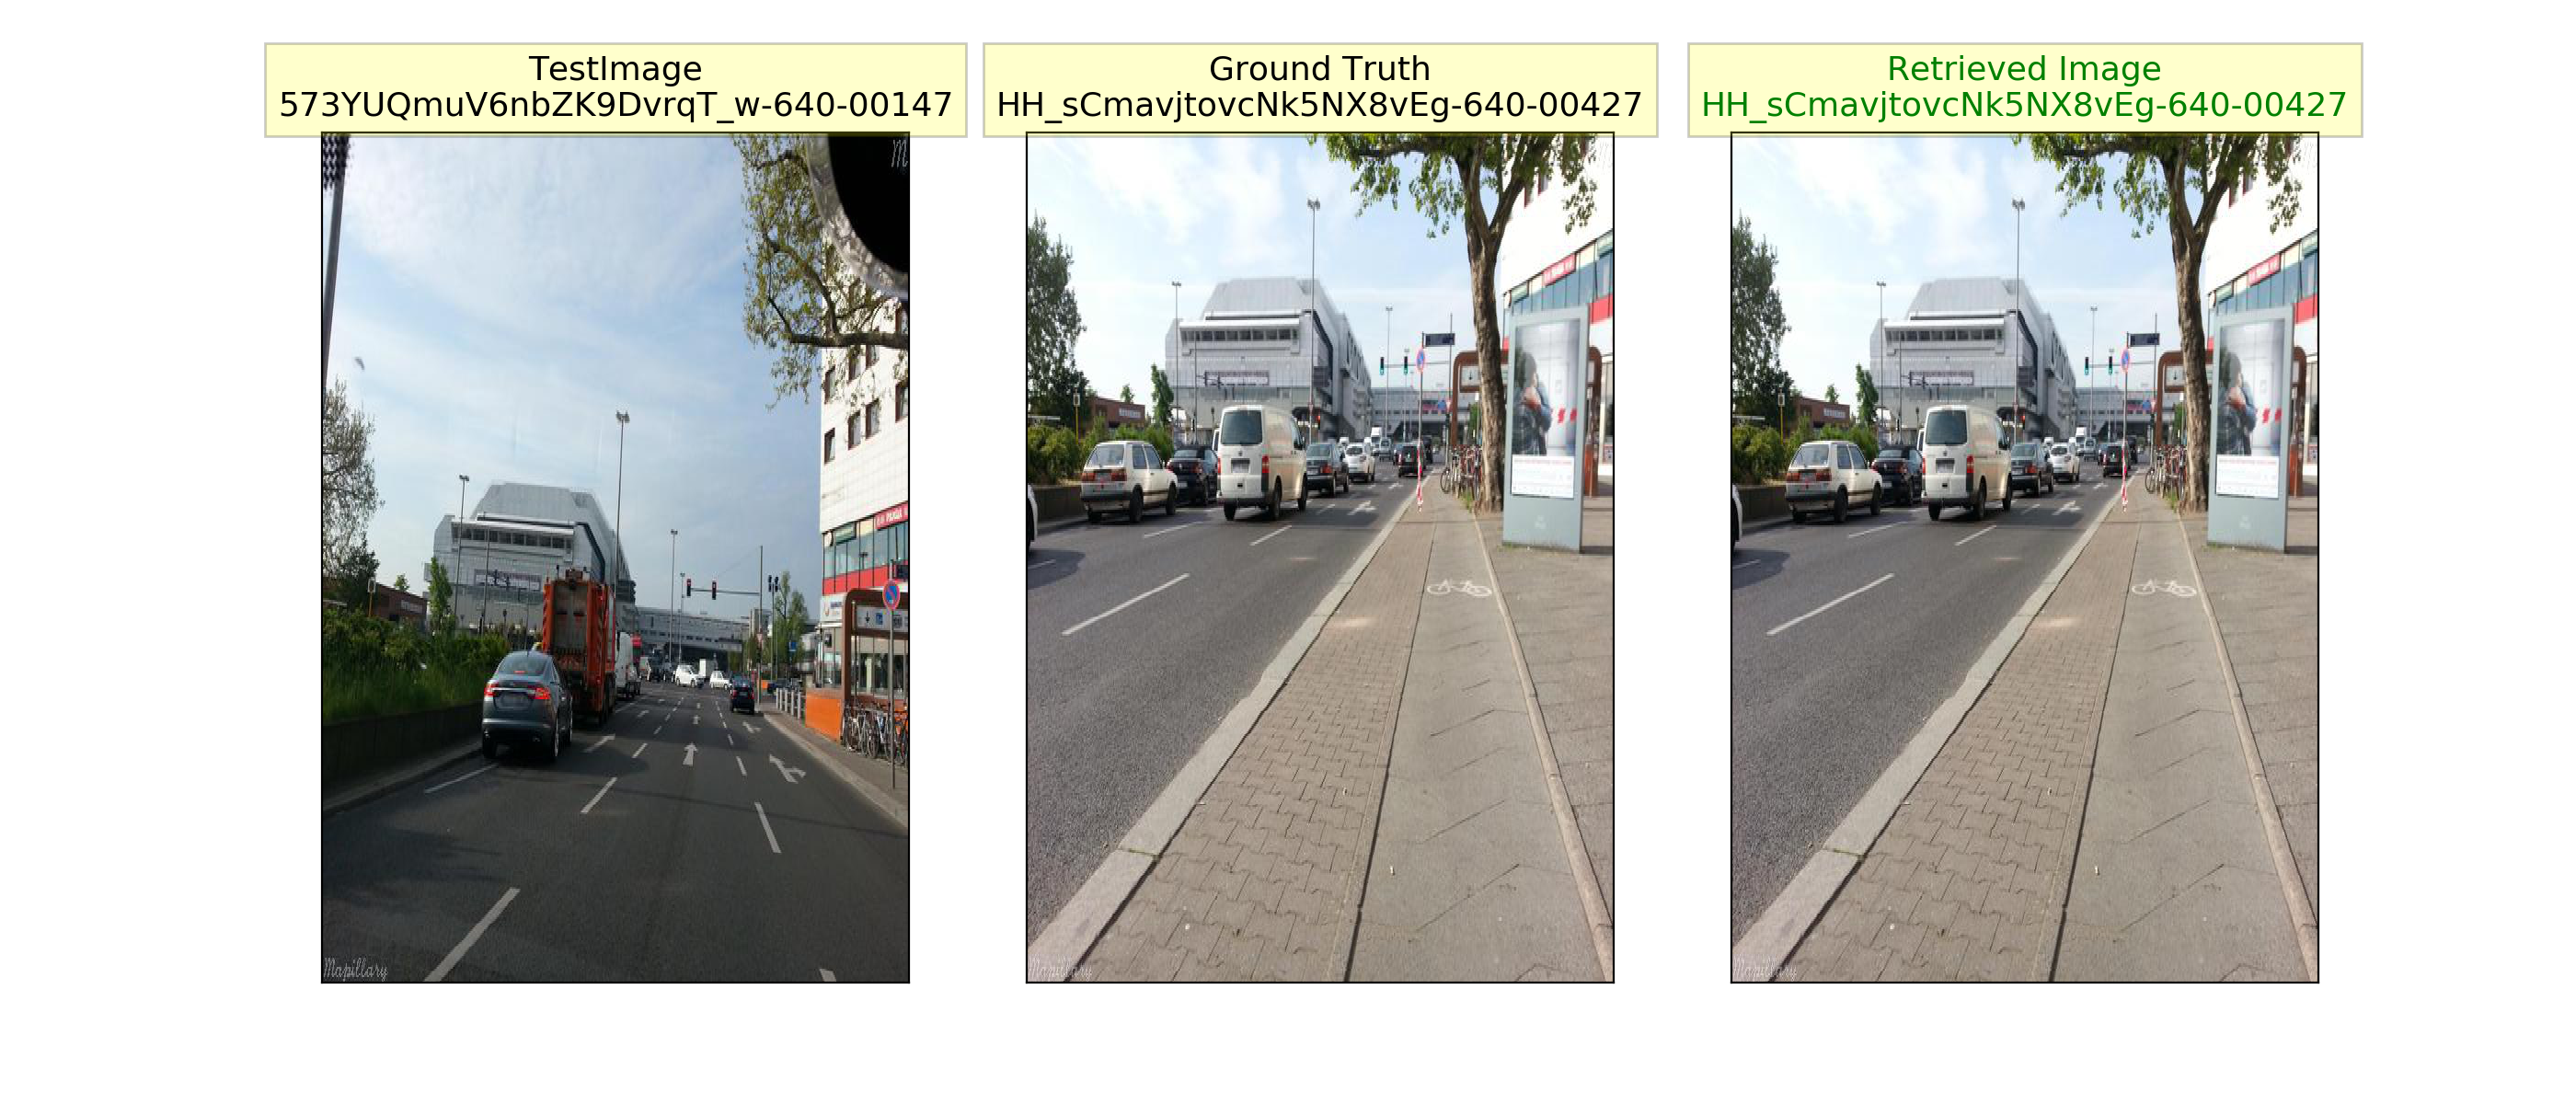 TestImage
573YUQmuV6nbZK9DvrqT_w-640-00147
Ground Truth
HH_sCmavjtovcNk5NX8vEg-640-00427
Retrieved Image
HH_sCmavjtovcNk5NX8vEg-640-00427
M
Mapillary
Mapillary
Mapillary